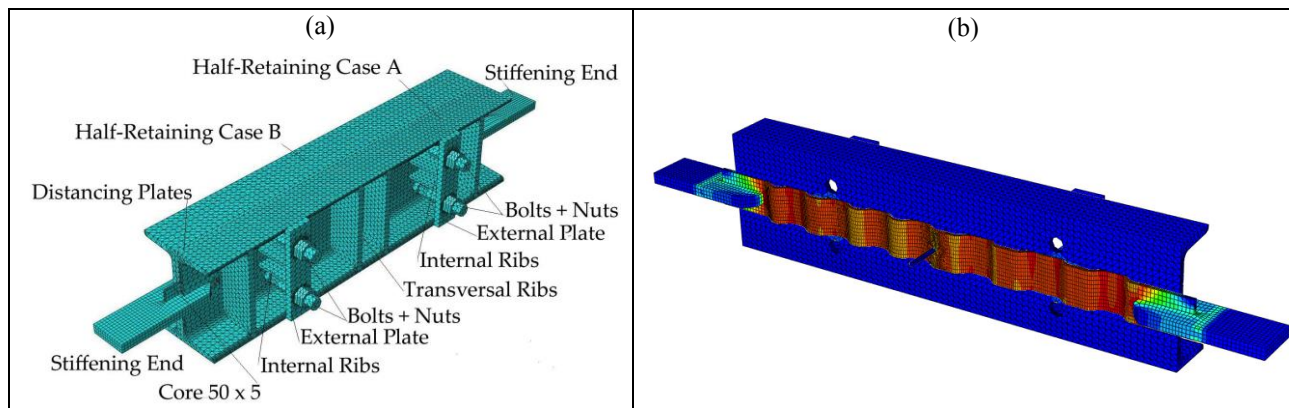 (a)
Half-Retaining Case A
Stiffening End
Half-Retaining Case B
Distancing Plates
Bolts + Nuts
External Plate
Internal Ribs
Transversal Ribs
Bolts + Nuts
External Plate
Stiffening End
Internal Ribs
Core 50 x 5
(b)